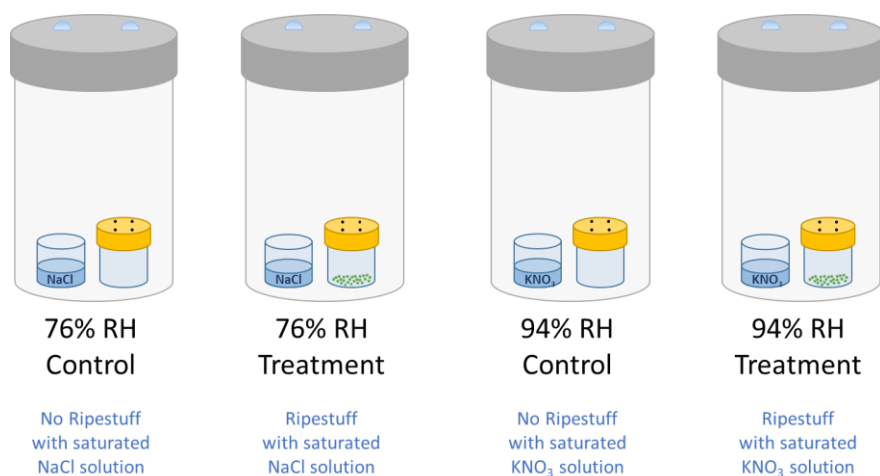 NaCl
NaCl
KNO₃
KNO₃
76% RH
Control
76% RH
Treatment
94% RH
Control
94% RH
Treatment
No Ripestuff
with saturated
NaCl solution
Ripestuff
with saturated
NaCl solution
No Ripestuff
with saturated
KNO₃ solution
Ripestuff
with saturated
KNO₃ solution